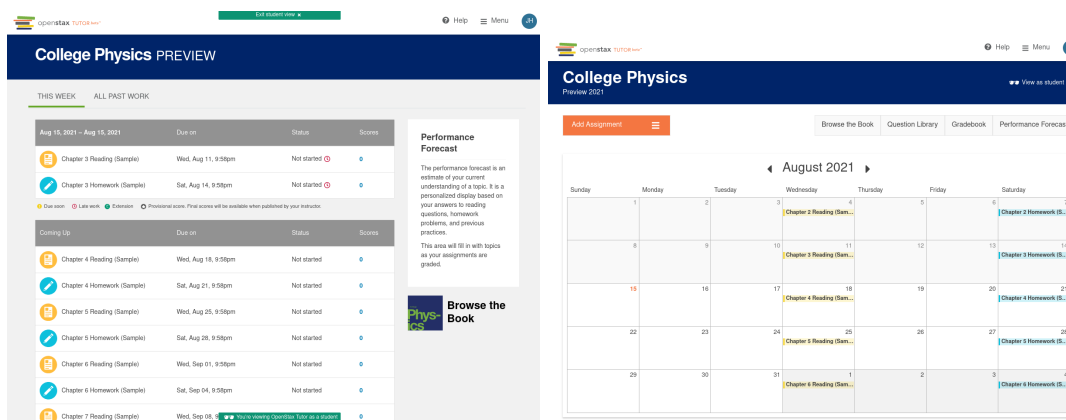 Exit student view ×
openstax TUTOR Beta
Help Menu JH
College Physics PREVIEW
THIS WEEK ALL PAST WORK
Aug 15, 2021 – Aug 15, 2021 Due on Status Scores
Chapter 3 Reading (Sample) Wed, Aug 11, 9:58pm Not started 0
Chapter 3 Homework (Sample) Sat, Aug 14, 9:58pm Not started 0
Due soon Late work Extension Provisional score. Final scores will be available when published by your instructor.
Coming Up Due on Status Scores
Chapter 4 Reading (Sample) Wed, Aug 18, 9:58pm Not started 0
Chapter 4 Homework (Sample) Sat, Aug 21, 9:58pm Not started 0
Chapter 5 Reading (Sample) Wed, Aug 25, 9:58pm Not started 0
Chapter 5 Homework (Sample) Sat, Aug 28, 9:58pm Not started 0
Chapter 6 Reading (Sample) Wed, Sep 01, 9:58pm Not started 0
Chapter 6 Homework (Sample) Sat, Sep 04, 9:58pm Not started 0
Chapter 7 Reading (Sample) Wed, Sep 08, 9 0
You're viewing OpenStax Tutor as a student
Performance
Forecast
The performance forecast is an
estimate of your current
understanding of a topic. It is a
personalized display based on
your answers to reading
questions, homework
problems, and previous
practices.
This area will fill in with topics
as your assignments are
graded.
Phys-
ics
Browse the
Book
openstax TUTOR Beta
Help Menu
College Physics
Preview 2021
View as student
Add Assignment
Browse the Book Question Library Gradebook Performance Forecas
August 2021
Sunday Monday Tuesday Wednesday Thursday Friday Saturday
1 2 3 4 5 6 7
Chapter 2 Reading (Sam... Chapter 2 Homework (S...
8 9 10 11 12 13 14
Chapter 3 Reading (Sam... Chapter 3 Homework (S...
15 16 17 18 19 20 21
Chapter 4 Reading (Sam... Chapter 4 Homework (S...
22 23 24 25 26 27 28
Chapter 5 Reading (Sam... Chapter 5 Homework (S...
29 30 31 1 2 3 4
Chapter 6 Reading (Sam... Chapter 6 Homework (S...